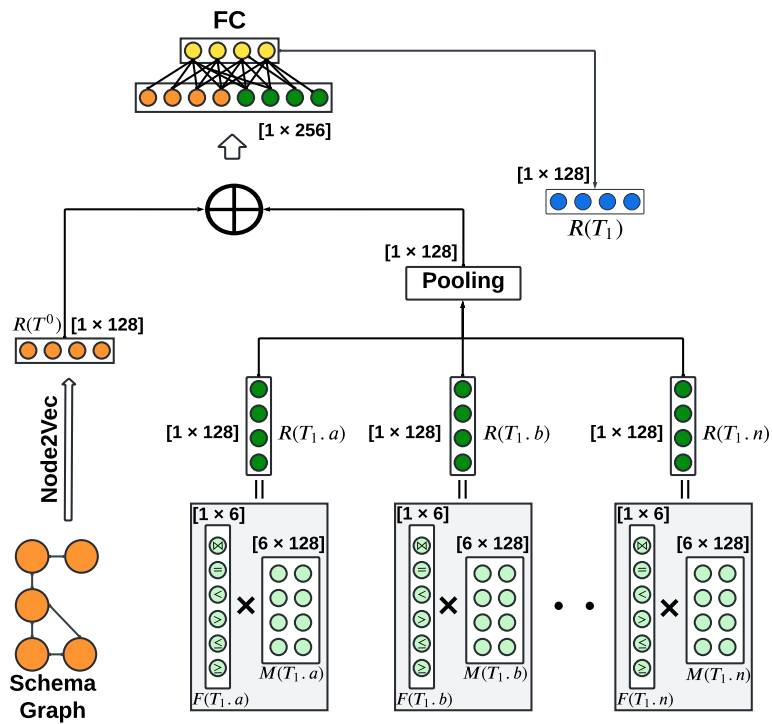 FC
[1 × 256]
[1 × 128]
R(T₁)
[1 × 128]
Pooling
R(T⁰) [1 × 128]
Node2Vec
[1 × 128] R(T₁.a) [1 × 128] R(T₁.b) [1 × 128] R(T₁.n)
[1 × 6] [1 × 6] [1 × 6]
[6 × 128] [6 × 128] [6 × 128]
⋈ ⋈ ⋈
= = =
< < <
× × ×
> > >
≤ ≤ ≤
≥ ≥ ≥
M(T₁.a) M(T₁.b) M(T₁.n)
F(T₁.a) F(T₁.b) F(T₁.n)
Schema
Graph